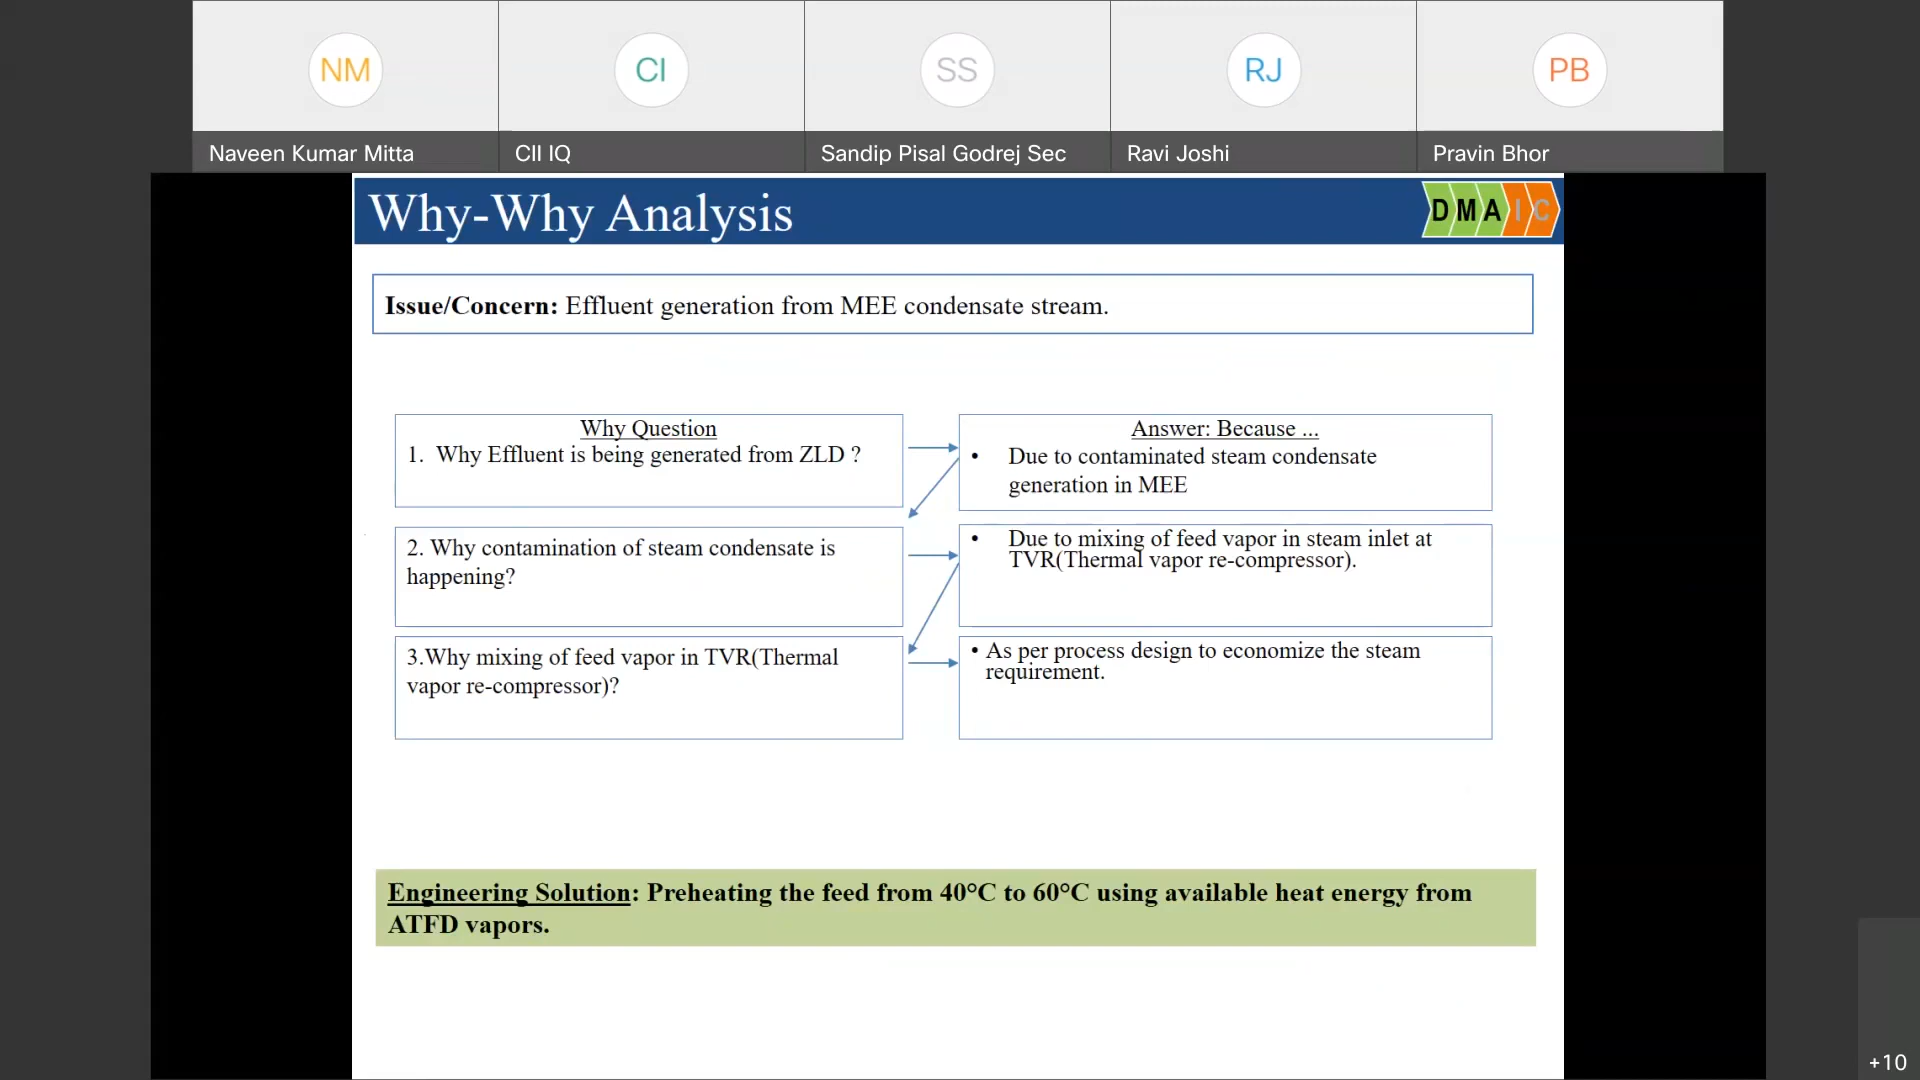 NM
CI
SS
RJ
PB
Naveen Kumar Mitta
CII IQ
Sandip Pisal Godrej Sec
Ravi Joshi
Pravin Bhor
Why-Why Analysis
D M A I C
Issue/Concern: Effluent generation from MEE condensate stream.
Why Question
1. Why Effluent is being generated from ZLD ?
Answer: Because ...
• Due to contaminated steam condensate
generation in MEE
2. Why contamination of steam condensate is
happening?
• Due to mixing of feed vapor in steam inlet at
TVR(Thermal vapor re-compressor).
3.Why mixing of feed vapor in TVR(Thermal
vapor re-compressor)?
• As per process design to economize the steam
requirement.
Engineering Solution: Preheating the feed from 40°C to 60°C using available heat energy from
ATFD vapors.
+10